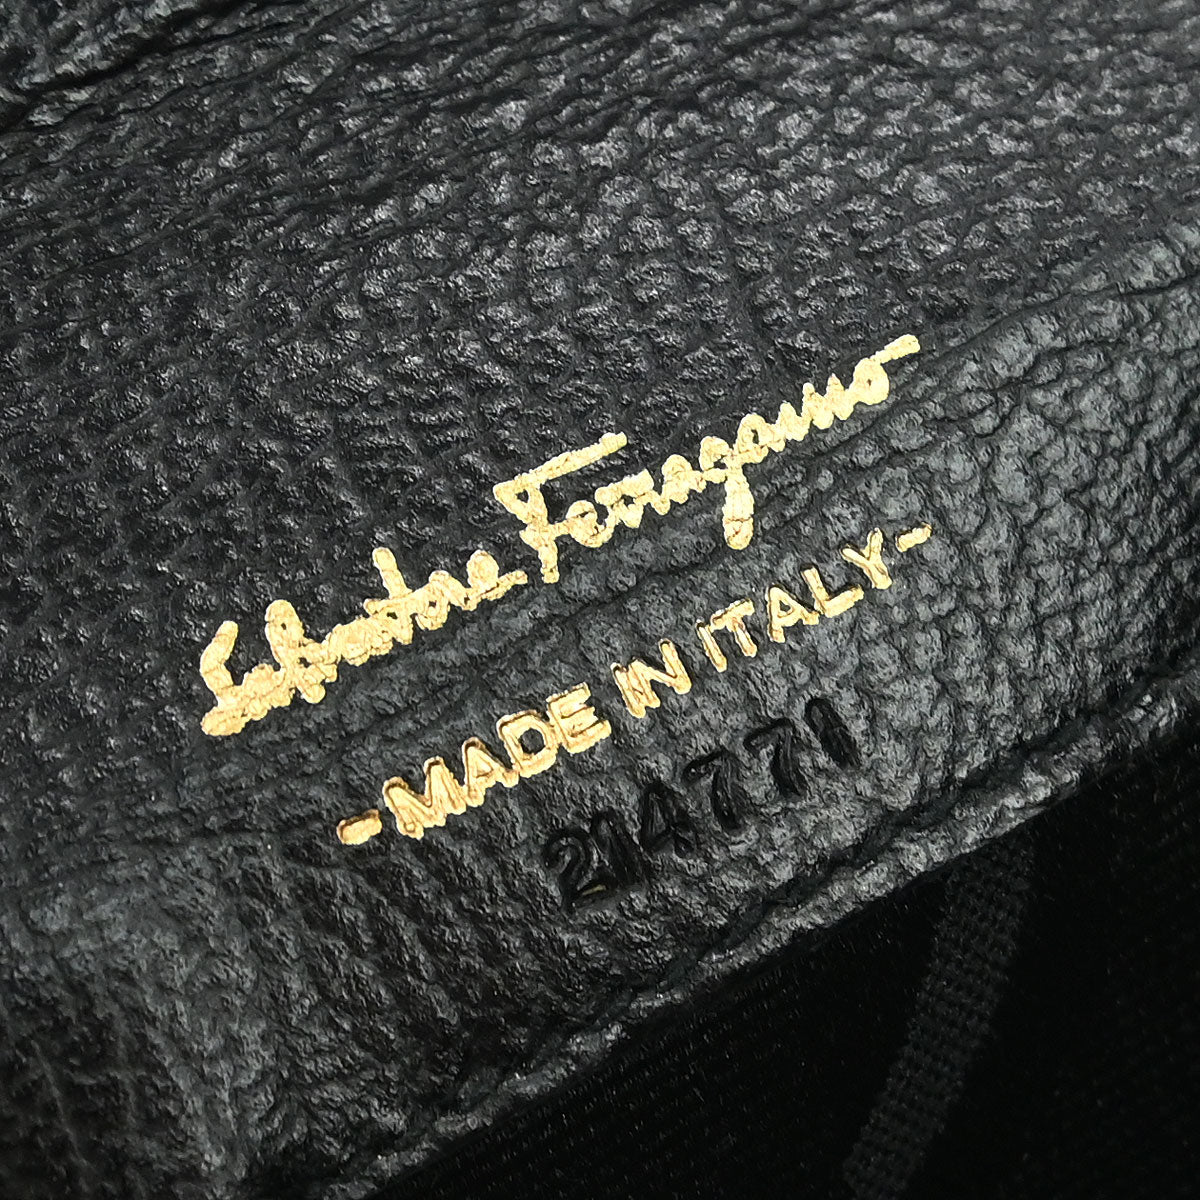 Salvatore Ferragamo
-MADE IN ITALY-
214771